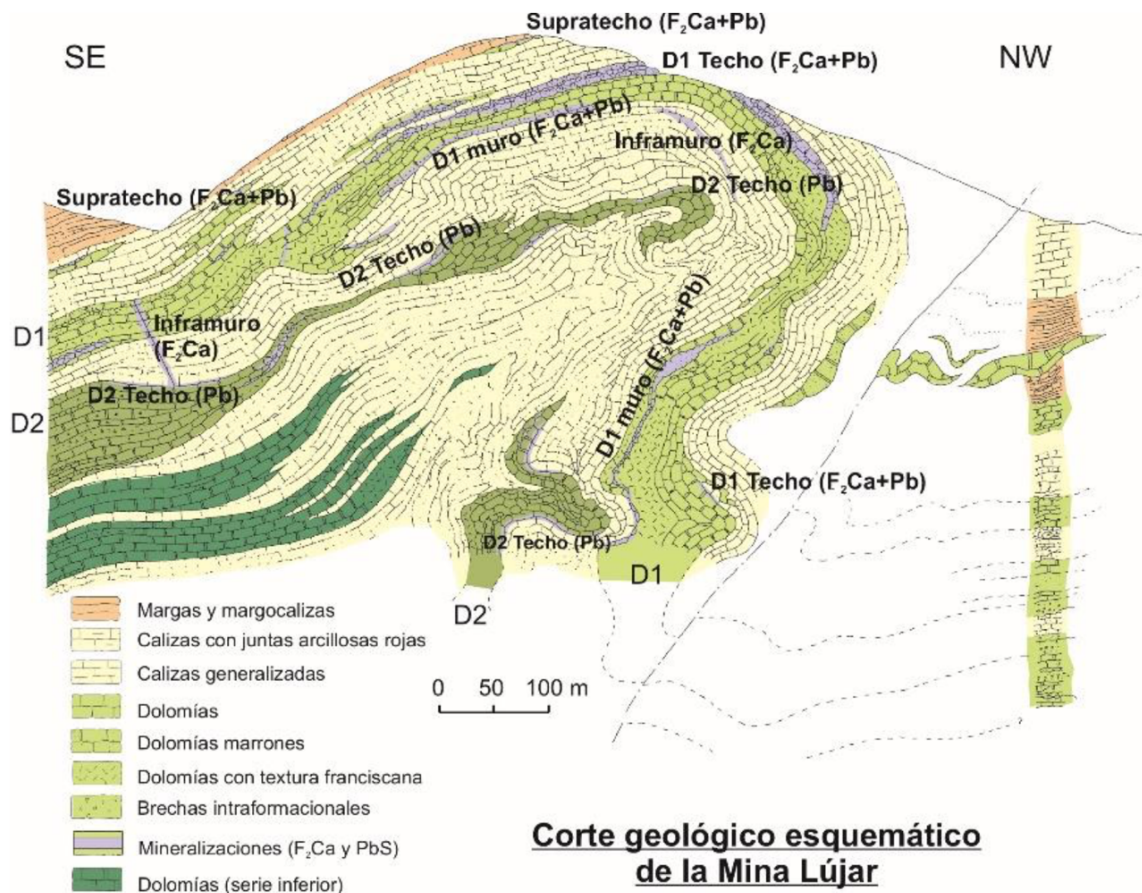 Supratecho (F₂Ca+Pb)
SE
D1 Techo (F₂Ca+Pb)
NW
D1 muro (F₂Ca+Pb)
Inframuro (F₂Ca)
D2 Techo (Pb)
Supratecho (F₂Ca+Pb)
D2 Techo (Pb)
D1
Inframuro
(F₂Ca)
D1 muro (F₂Ca+Pb)
D2 Techo (Pb)
D2
D1 Techo (F₂Ca+Pb)
D2 Techo (Pb)
D1
D2
Margas y margocalizas
Calizas con juntas arcillosas rojas
Calizas generalizadas
Dolomías
Dolomías marrones
Dolomías con textura franciscana
Brechas intraformacionales
Mineralizaciones (F₂Ca y PbS)
Dolomías (serie inferior)
0 50 100 m
Corte geológico esquemático
de la Mina Lújar